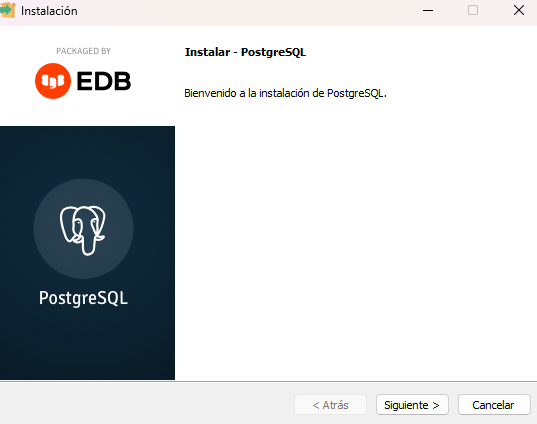 Instalación
PACKAGED BY
EDB
Instalar - PostgreSQL
Bienvenido a la instalación de PostgreSQL.
PostgreSQL
< Atrás
Siguiente >
Cancelar